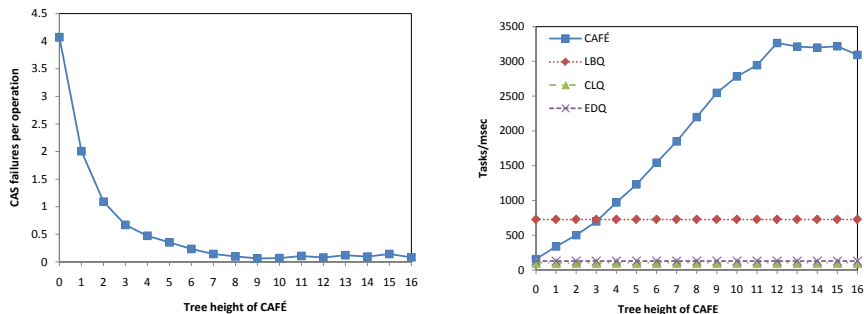 4.5
4
3.5
3
2.5
2
1.5
1
0.5
0
CAS failures per operation
0 1 2 3 4 5 6 7 8 9 10 11 12 13 14 15 16
Tree height of CAFÉ
3500
3000
2500
2000
1500
1000
500
0
Tasks/msec
CAFÉ
LBQ
CLQ
EDQ
0 1 2 3 4 5 6 7 8 9 10 11 12 13 14 15 16
Tree height of CAFE